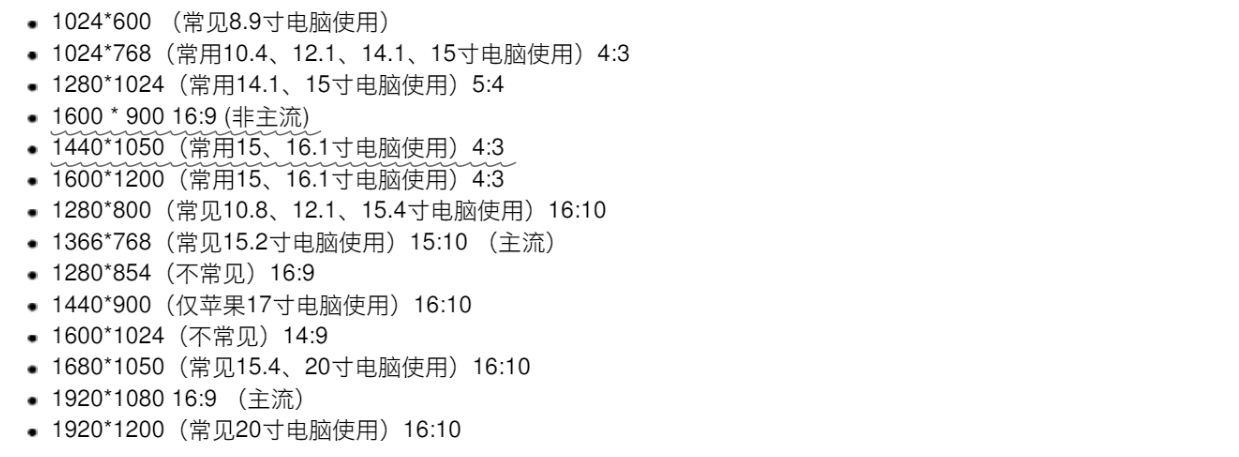 1024*600 （常见8.9寸电脑使用）
1024*768（常用10.4、12.1、14.1、15寸电脑使用）4:3
1280*1024（常用14.1、15寸电脑使用）5:4
1600 * 900 16:9 (非主流)
1440*1050（常用15、16.1寸电脑使用）4:3
1600*1200（常用15、16.1寸电脑使用）4:3
1280*800（常见10.8、12.1、15.4寸电脑使用）16:10
1366*768（常见15.2寸电脑使用）15:10 （主流）
1280*854（不常见）16:9
1440*900（仅苹果17寸电脑使用）16:10
1600*1024（不常见）14:9
1680*1050（常见15.4、20寸电脑使用）16:10
1920*1080 16:9 （主流）
1920*1200（常见20寸电脑使用）16:10